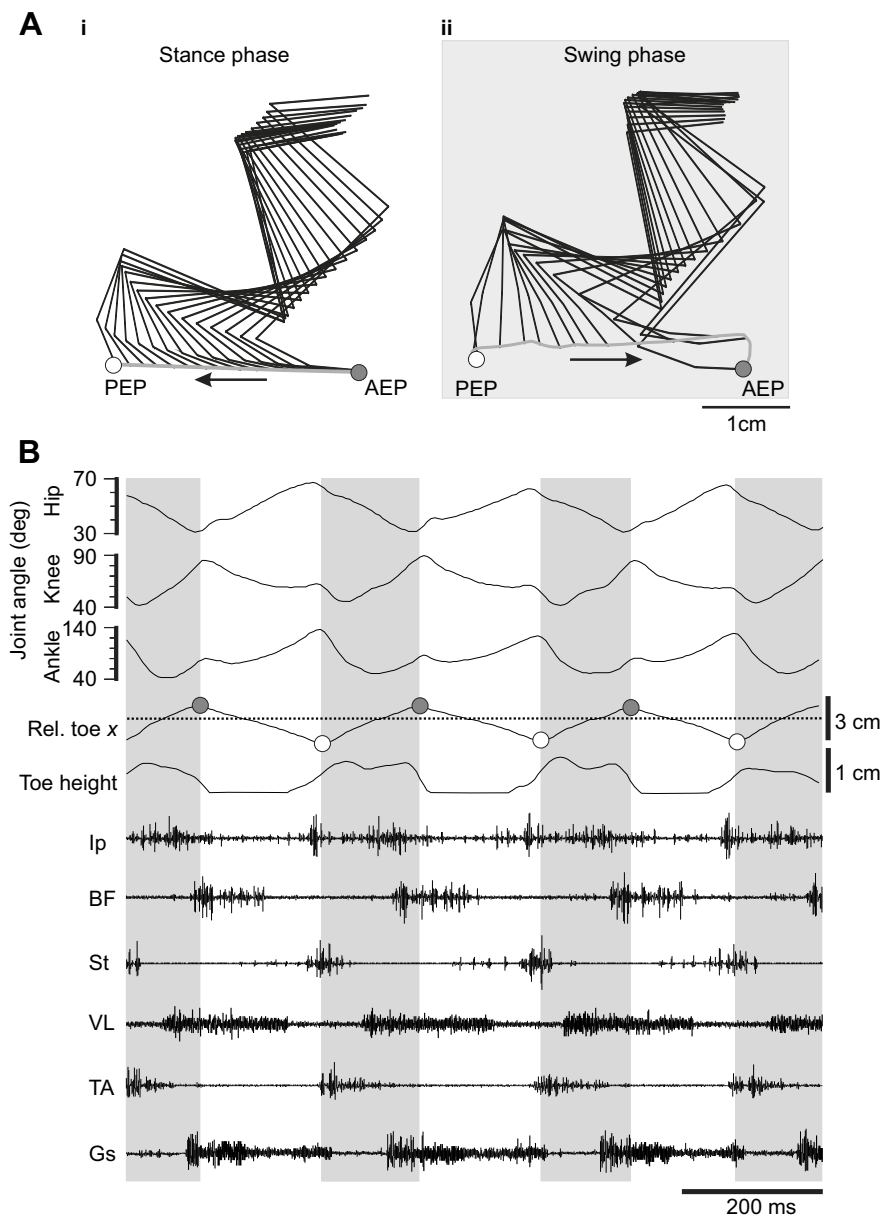 A
i
ii
Stance phase
Swing phase
PEP
AEP
PEP
AEP
1cm
B
Joint angle (deg)
Hip
70
30
Knee
90
40
Ankle
140
40
Rel. toe x
3 cm
Toe height
1 cm
Ip
BF
St
VL
TA
Gs
200 ms